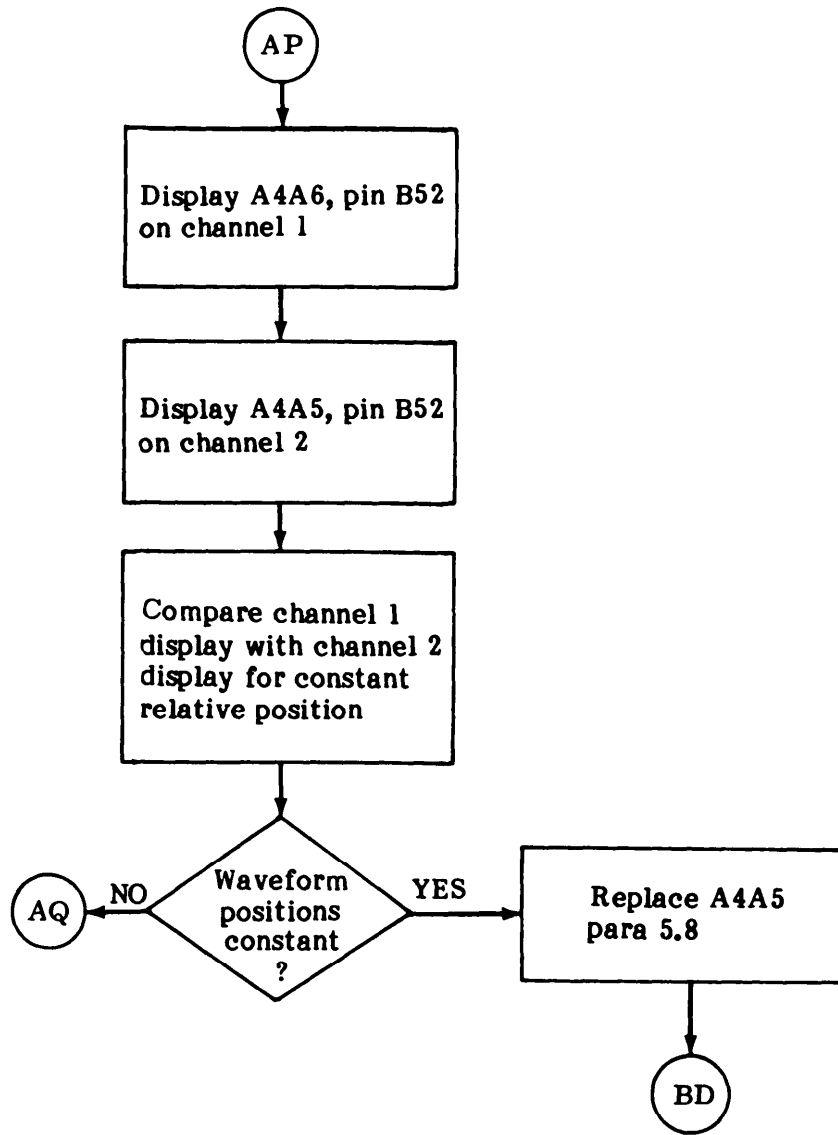 AP
Display A4A6, pin B52
on channel 1
Display A4A5, pin B52
on channel 2
Compare channel 1
display with channel 2
display for constant
relative position
AQ
NO
Waveform
positions
constant
?
YES
Replace A4A5
para 5.8
BD